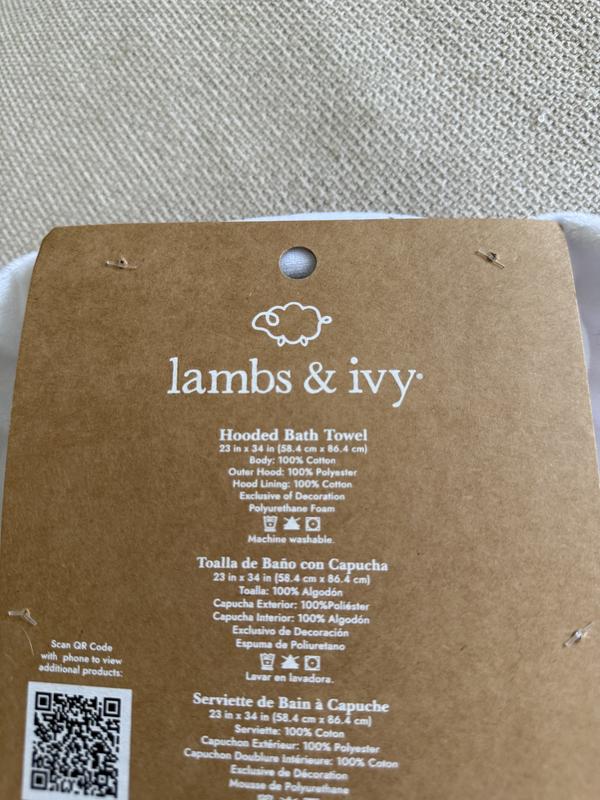 lambs & ivy
Hooded Bath Towel
23 in x 34 in (58.4 cm x 86.4 cm)
Body: 100% Cotton
Outer Hood: 100% Polyester
Hood Lining: 100% Cotton
Exclusive of Decoration
Polyurethane Foam
Machine washable.
Toalla de Baño con Capucha
23 in x 34 in (58.4 cm x 86.4 cm)
Toalla: 100% Algodón
Capucha Exterior: 100%Poliéster
Capucha Interior: 100% Algodón
Exclusivo de Decoración
Espuma de Poliuretano
Lavar en lavadora.
Scan QR Code
with phone to view
additional products:
Serviette de Bain à Capuche
23 in x 34 in (58.4 cm x 86.4 cm)
Serviette: 100% Coton
Capuchon Extérieur: 100% Polyester
Capuchon Doublure Intérieure: 100% Coton
Exclusive de Décoration
Mousse de Polyuréthane